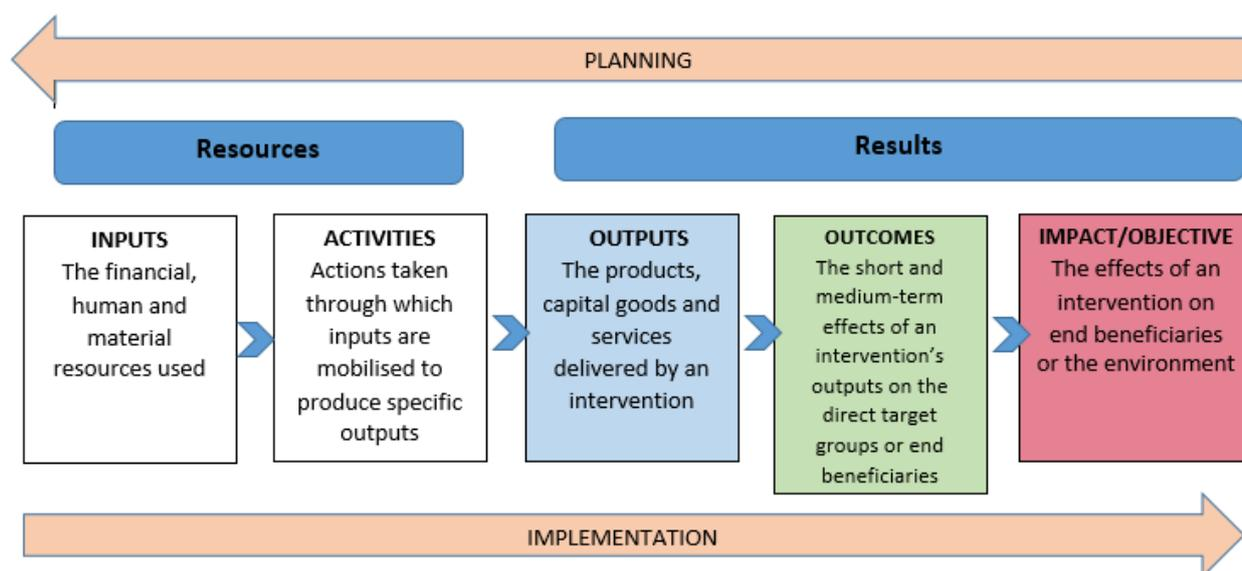 PLANNING
Resources
Results
INPUTS
The financial,
human and
material
resources used
ACTIVITIES
Actions taken
through which
inputs are
mobilised to
produce specific
outputs
OUTPUTS
The products,
capital goods and
services
delivered by an
intervention
OUTCOMES
The short and
medium-term
effects of an
intervention’s
outputs on the
direct target
groups or end
beneficiaries
IMPACT/OBJECTIVE
The effects of an
intervention on
end beneficiaries
or the environment
IMPLEMENTATION